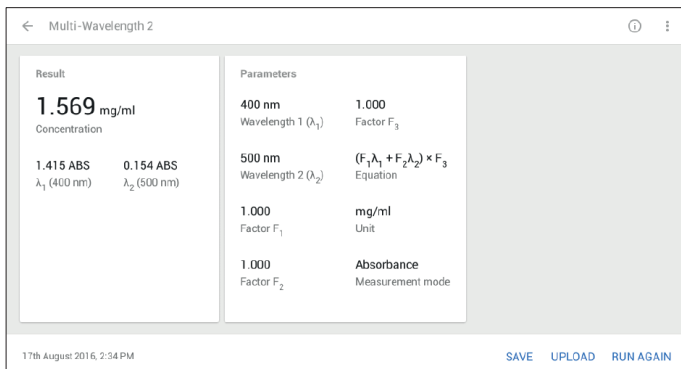 Multi-Wavelength 2
Result
1.569 mg/ml
Concentration
1.415 ABS 0.154 ABS
λ₁ (400 nm) λ₂ (500 nm)
Parameters
400 nm 1.000
Wavelength 1 (λ₁) Factor F₃
500 nm (F₁λ₁ + F₂λ₂) × F₃
Wavelength 2 (λ₂) Equation
1.000 mg/ml
Factor F₁ Unit
1.000 Absorbance
Factor F₂ Measurement mode
17th August 2016, 2:34 PM SAVE UPLOAD RUN AGAIN